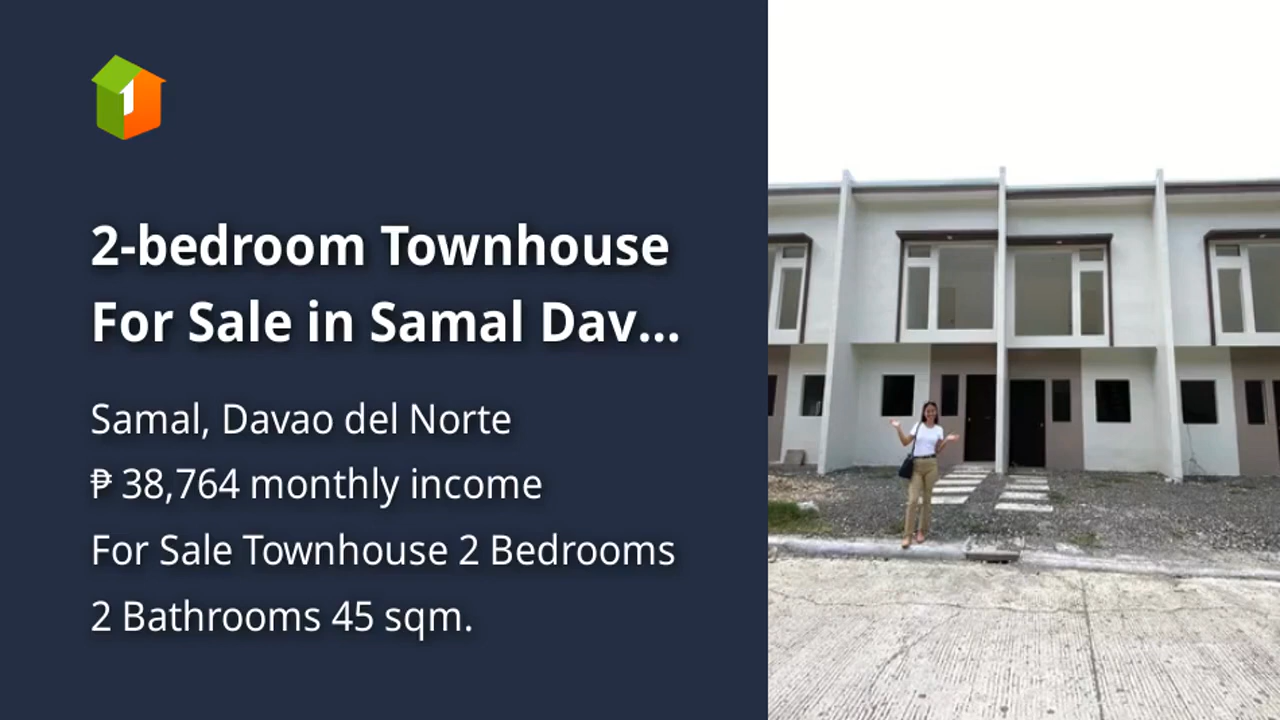 2-bedroom Townhouse
For Sale in Samal Dav...
Samal, Davao del Norte
₱ 38,764 monthly income
For Sale Townhouse 2 Bedrooms
2 Bathrooms 45 sqm.